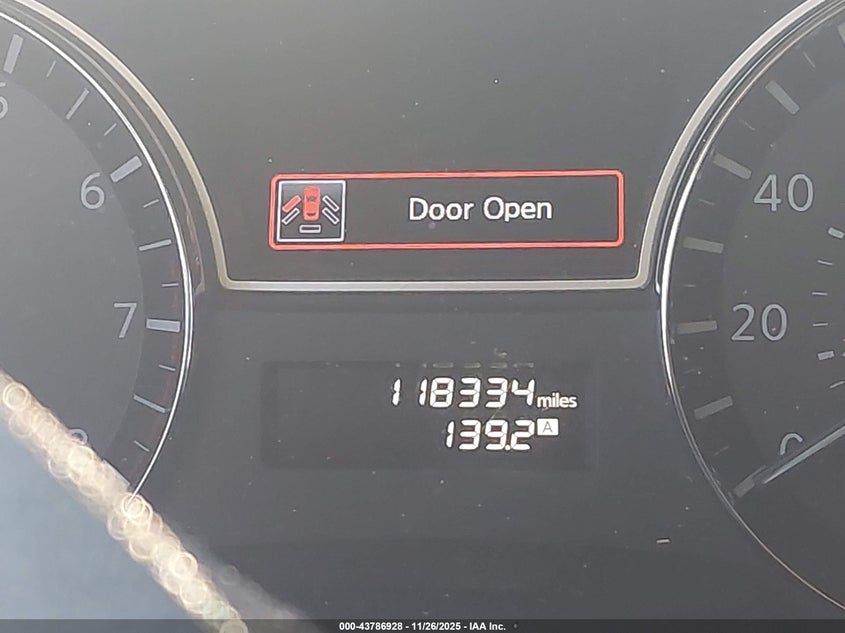 Door Open
6
40
7
20
118334 miles
139.2 A
000-43786928 - 11/26/2025 - IAA Inc.